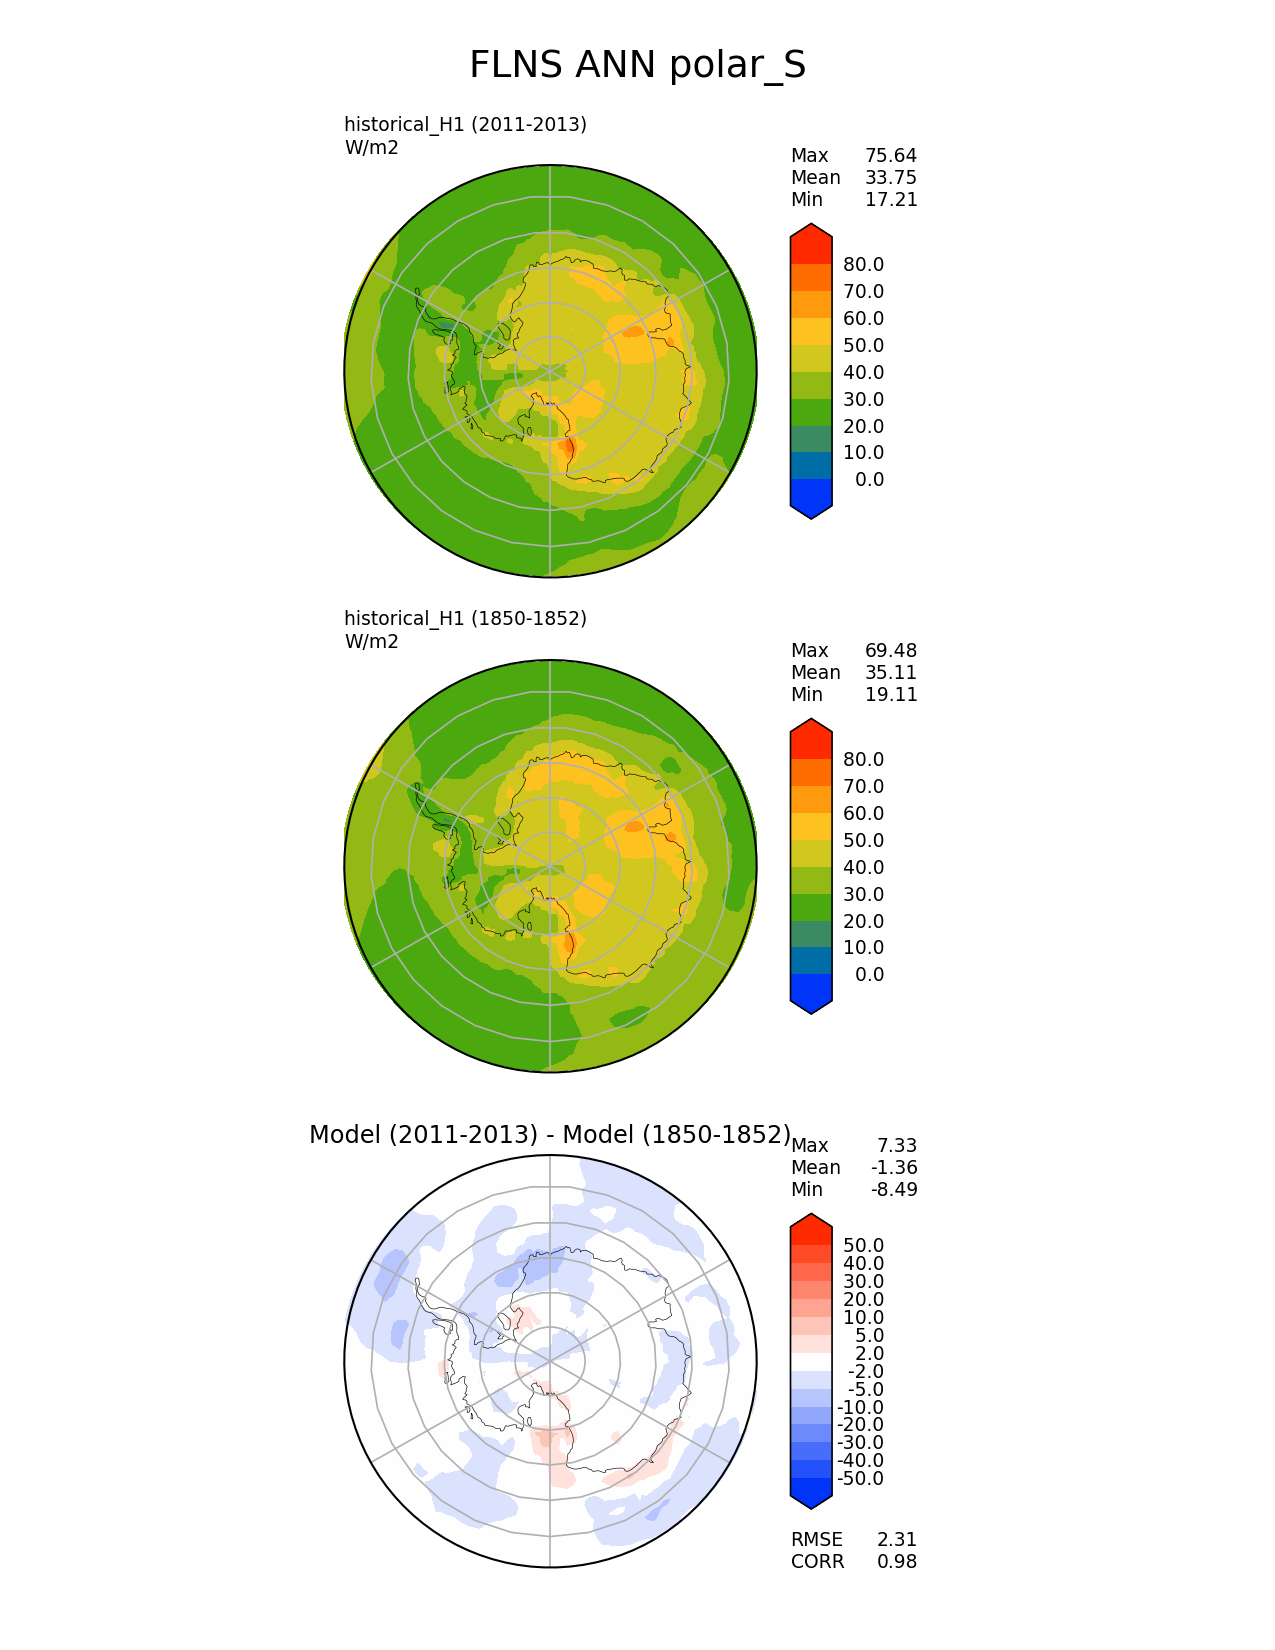 FLNS ANN polar_S
historical_H1 (2011-2013)
W/m2
Max 75.64
Mean 33.75
Min 17.21
80.0
70.0
60.0
50.0
40.0
30.0
20.0
10.0
0.0
historical_H1 (1850-1852)
W/m2
Max 69.48
Mean 35.11
Min 19.11
80.0
70.0
60.0
50.0
40.0
30.0
20.0
10.0
0.0
Model (2011-2013) - Model (1850-1852)
Max 7.33
Mean -1.36
Min -8.49
50.0
40.0
30.0
20.0
10.0
5.0
2.0
-2.0
-5.0
-10.0
-20.0
-30.0
-40.0
-50.0
RMSE 2.31
CORR 0.98